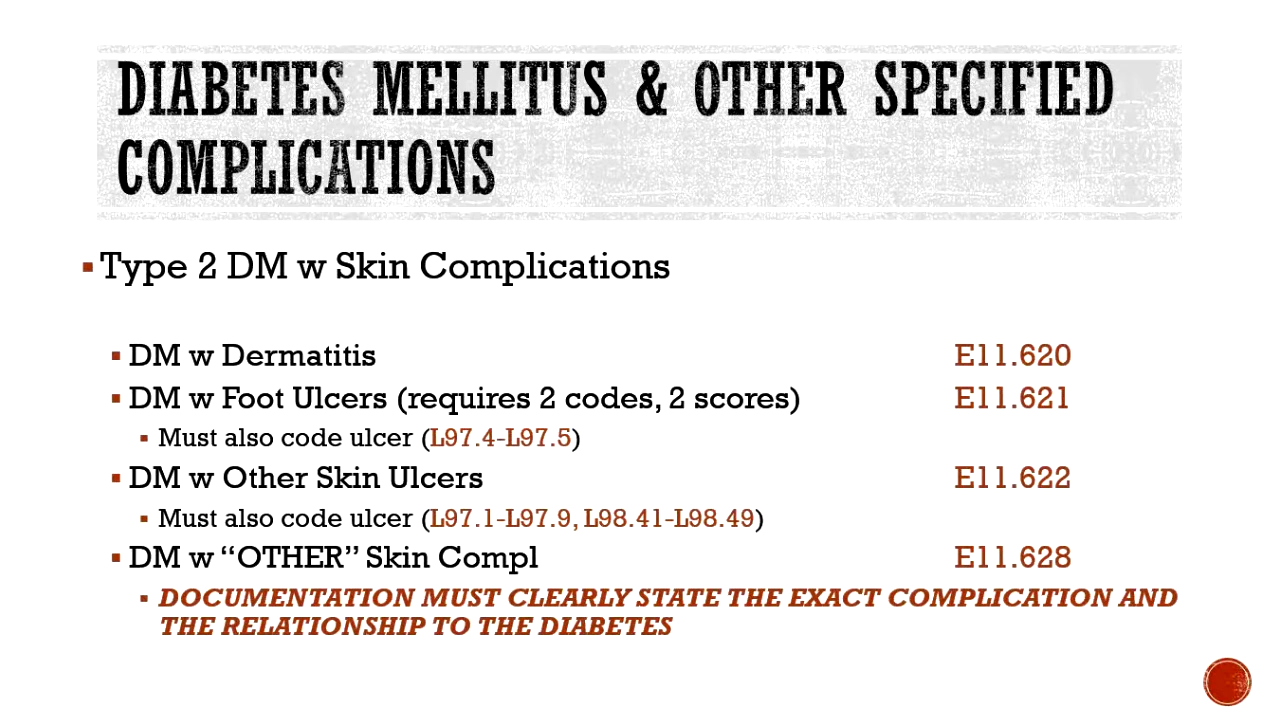 DIABETES MELLITUS & OTHER SPECIFIED
COMPLICATIONS
▪ Type 2 DM w Skin Complications
▪ DM w Dermatitis E11.620
▪ DM w Foot Ulcers (requires 2 codes, 2 scores) E11.621
▪ Must also code ulcer (L97.4-L97.5)
▪ DM w Other Skin Ulcers E11.622
▪ Must also code ulcer (L97.1-L97.9, L98.41-L98.49)
▪ DM w “OTHER” Skin Compl E11.628
▪ DOCUMENTATION MUST CLEARLY STATE THE EXACT COMPLICATION AND
THE RELATIONSHIP TO THE DIABETES